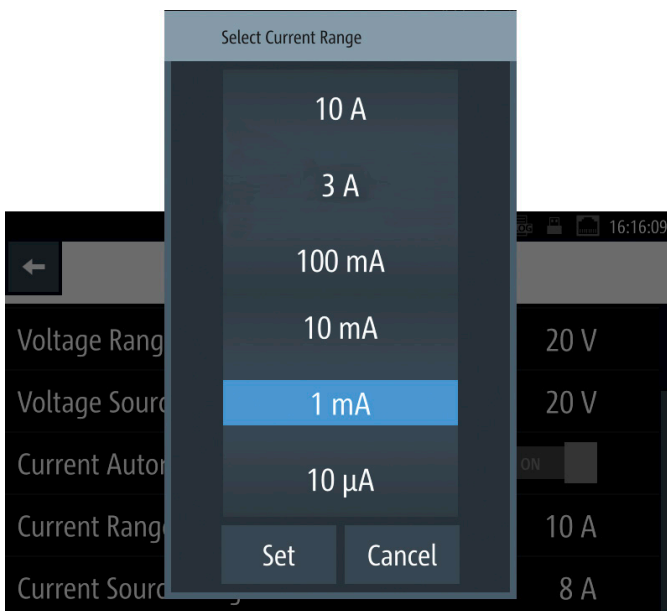 Select Current Range
10 A
3 A
100 mA
10 mA
1 mA
10 µA
Set Cancel
16:16:09
Voltage Rang 20 V
Voltage Sourc 20 V
Current Autor ON
Current Rang 10 A
Current Sourc 8 A